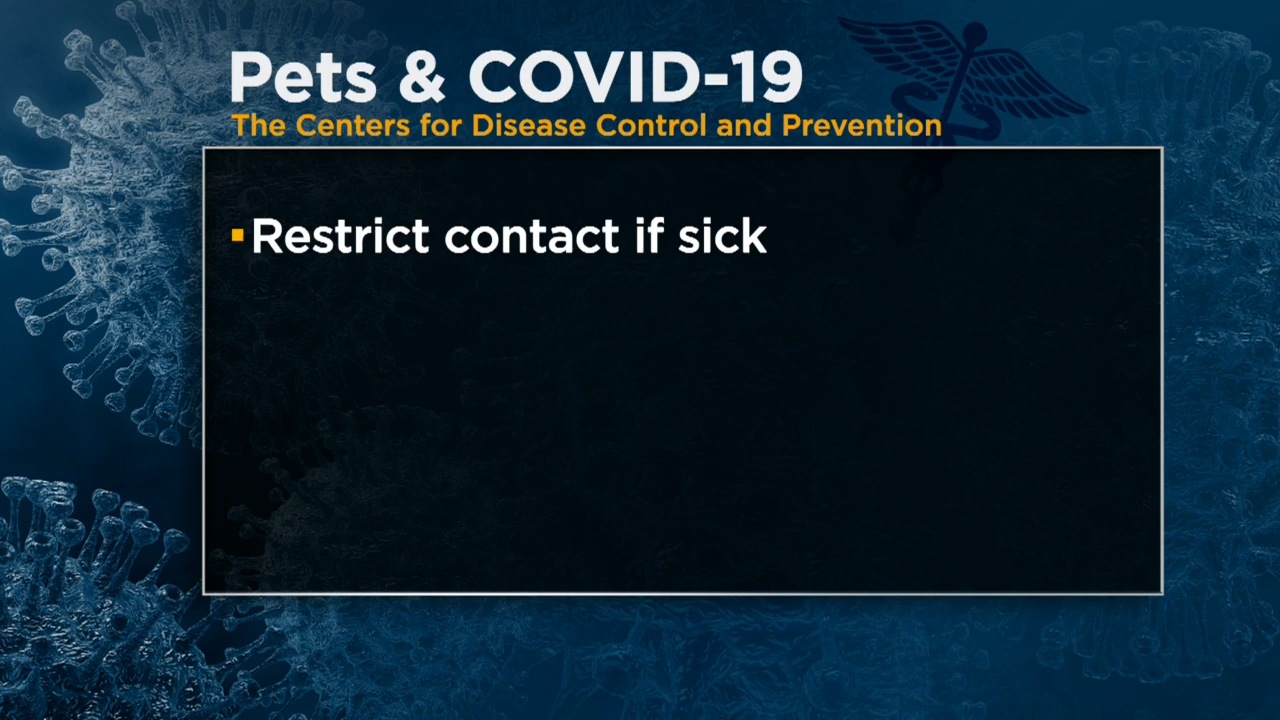 Pets & COVID-19
The Centers for Disease Control and Prevention
▪Restrict contact if sick